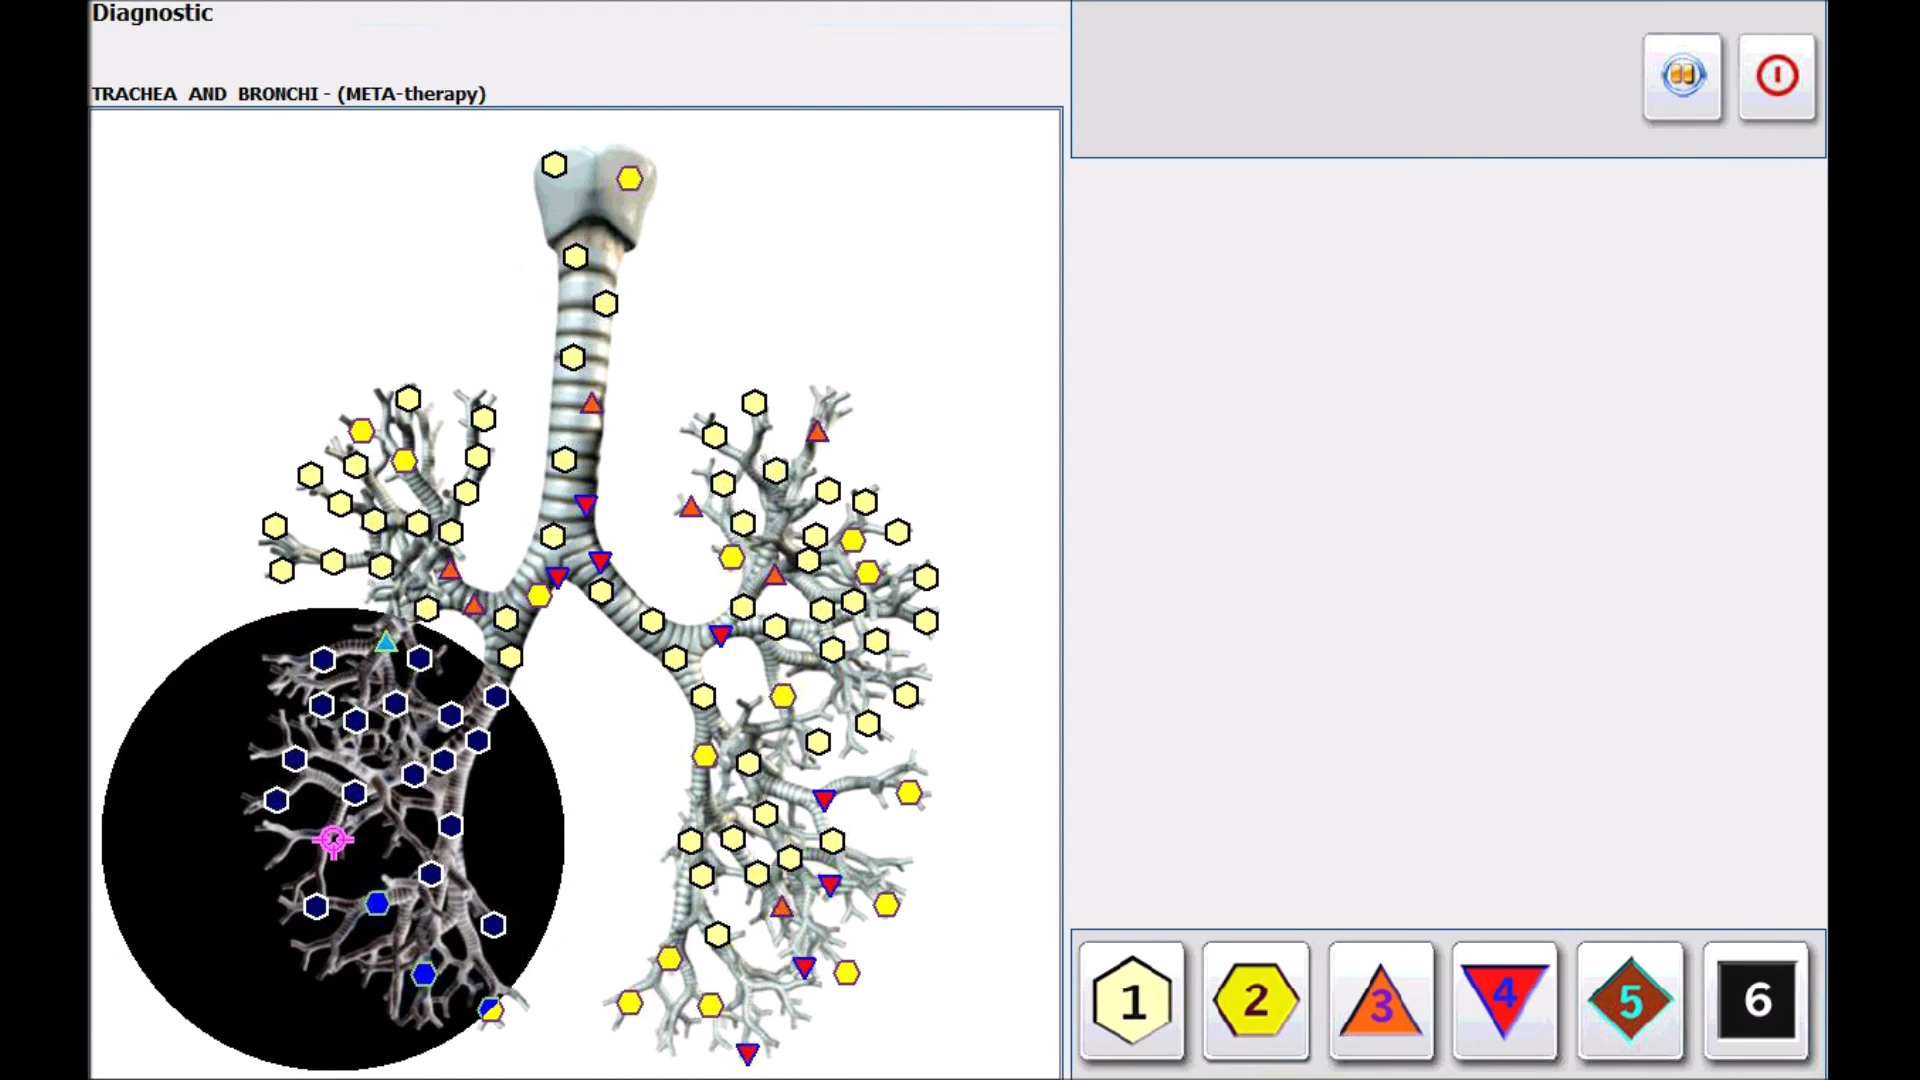 Diagnostic
TRACHEA AND BRONCHI - (META-therapy)
1 2 3 4 5 6